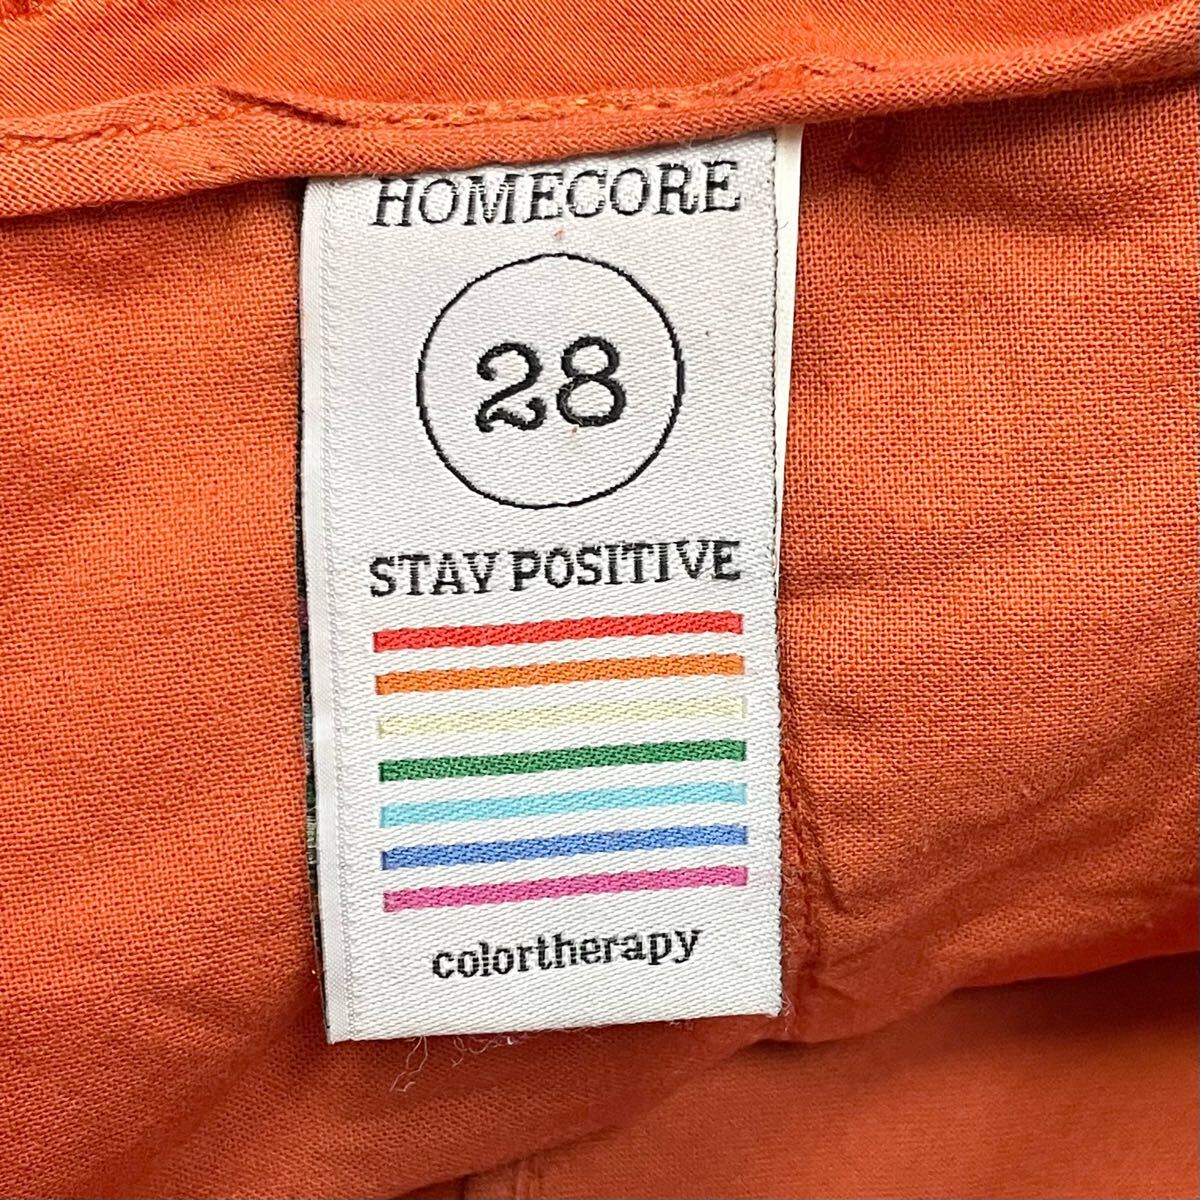 HOMECORE
28
STAY POSITIVE
colortherapy